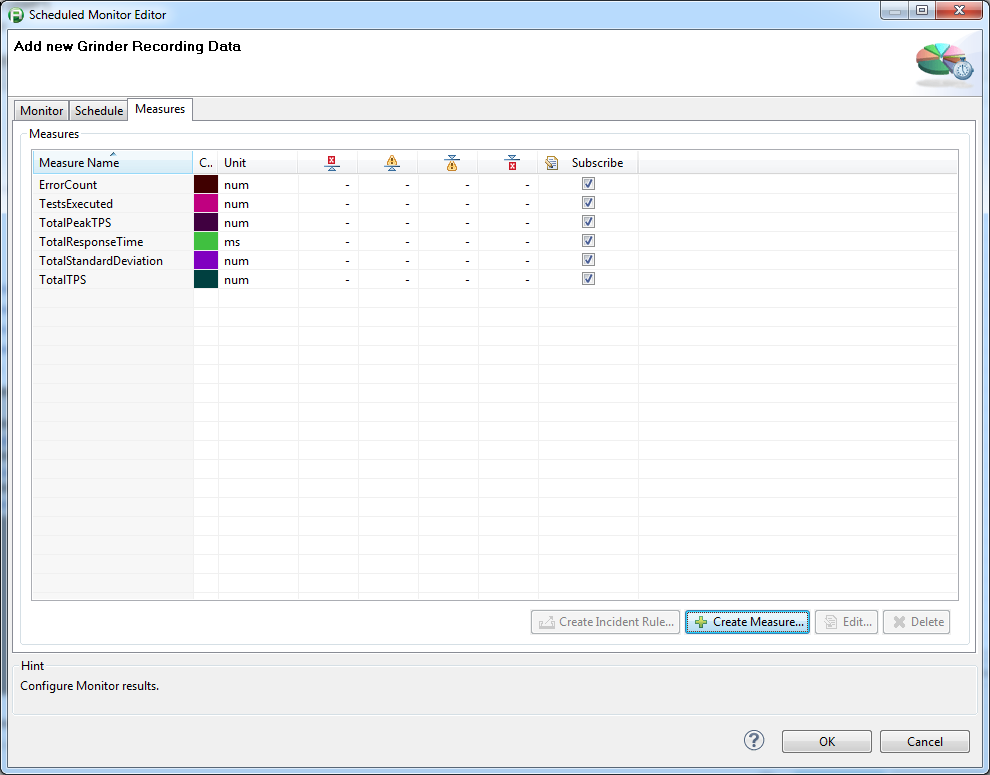 Scheduled Monitor Editor
Add new Grinder Recording Data
Monitor Schedule Measures
Measures
Measure Name C.. Unit Subscribe
ErrorCount num - - - -
TestsExecuted num - - - -
TotalPeakTPS num - - - -
TotalResponseTime ms - - - -
TotalStandardDeviation num - - - -
TotalTPS num - - - -
Create Incident Rule... Create Measure... Edit... Delete
Hint
Configure Monitor results.
? OK Cancel